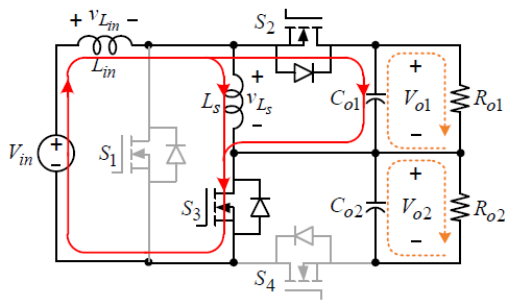 + v_{L_{in}} −
L_{in}
S_2
+
L_s v_{L_s}
−
C_{o1}
+
V_{o1}
−
R_{o1}
V_{in}
+
−
S_1
S_3
C_{o2}
+
V_{o2}
−
R_{o2}
S_4